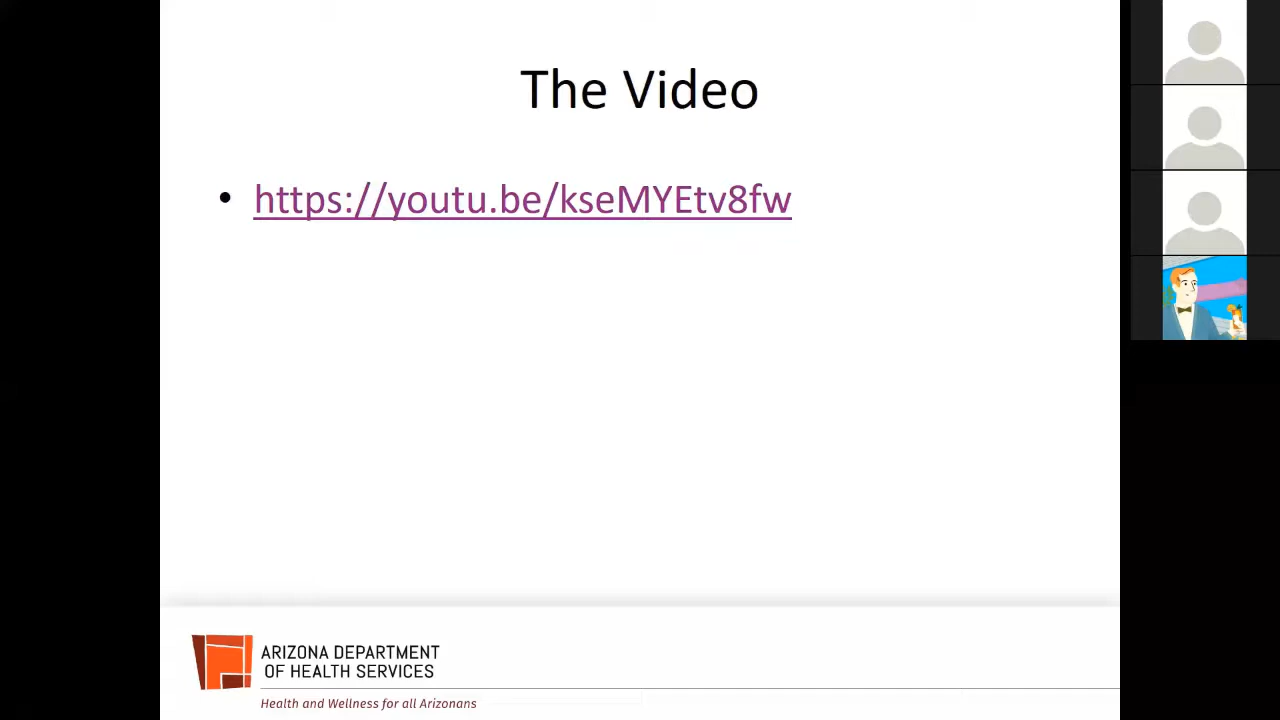 The Video
• https://youtu.be/kseMYEtv8fw
ARIZONA DEPARTMENT
OF HEALTH SERVICES
Health and Wellness for all Arizonans